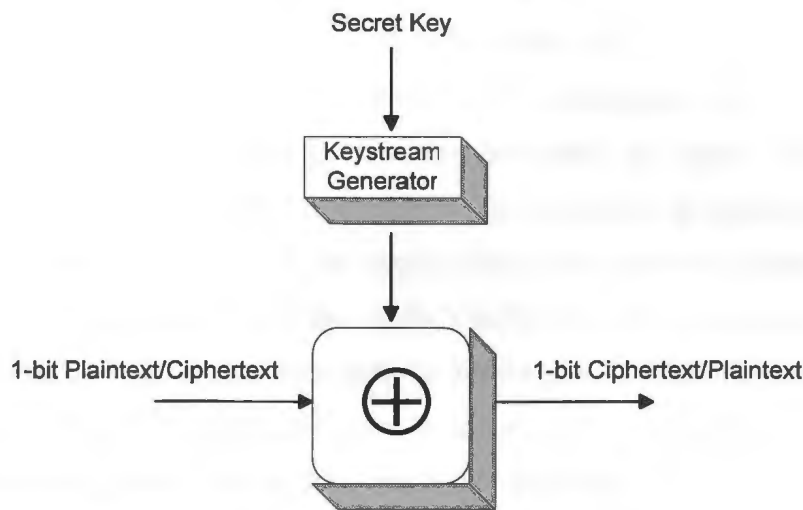 Secret Key
Keystream
Generator
1-bit Plaintext/Ciphertext
1-bit Ciphertext/Plaintext